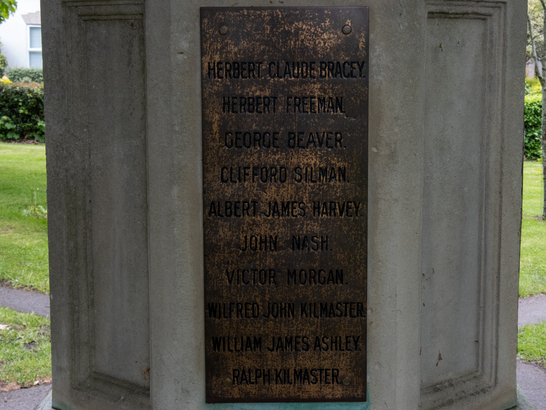 HERBERT CLAUDE BRACEY.
HERBERT FREEMAN.
GEORGE BEAVER.
CLIFFORD SILMAN.
ALBERT JAMES HARVEY.
JOHN NASH.
VICTOR MORGAN.
WILFRED JOHN KILMASTER.
WILLIAM JAMES ASHLEY.
RALPH KILMASTER.